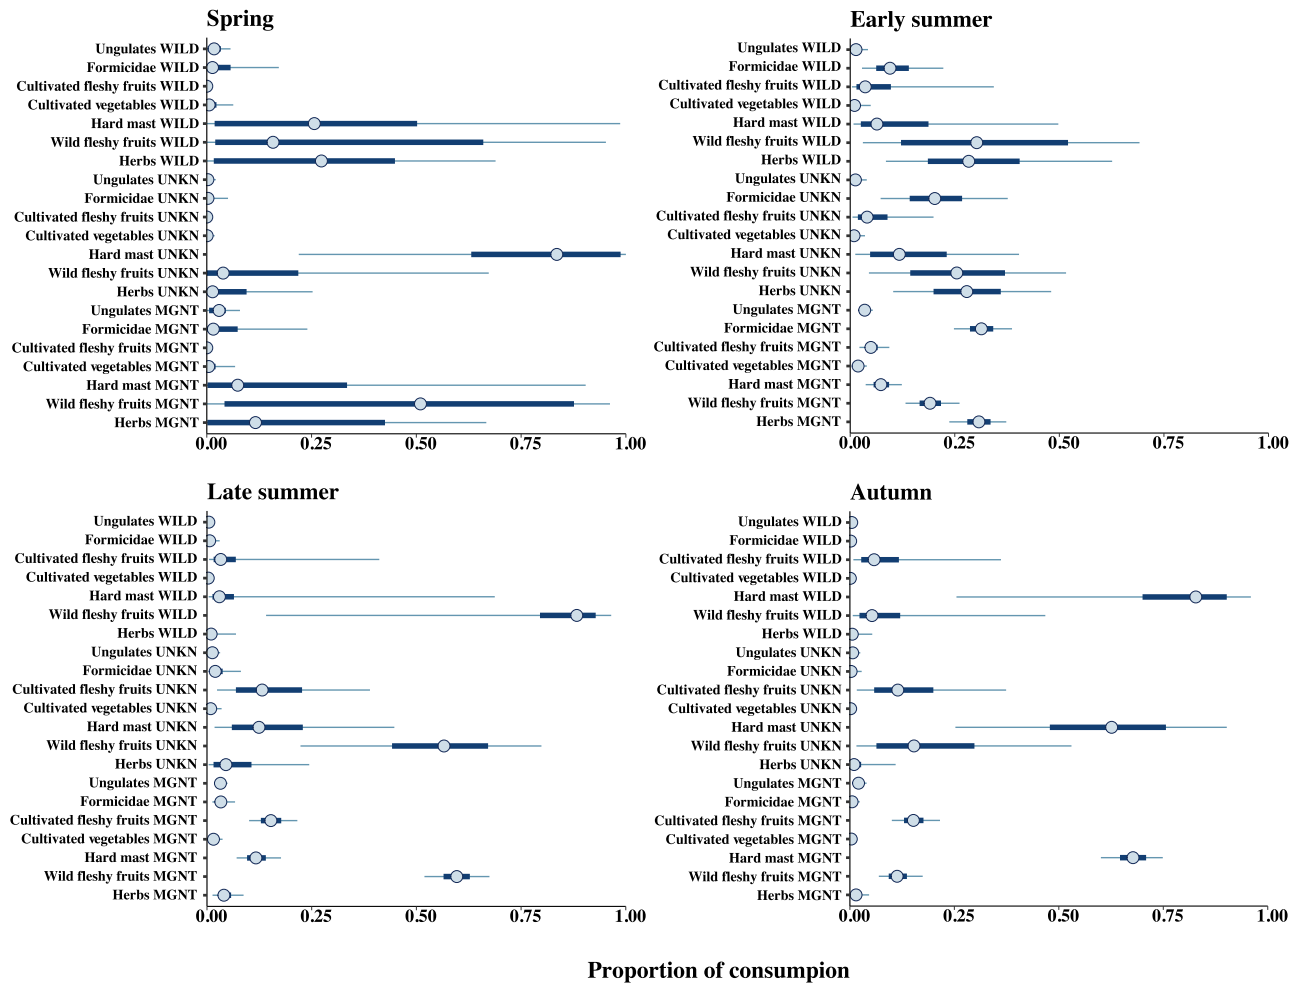 Spring
Ungulates WILD
Formicidae WILD
Cultivated fleshy fruits WILD
Cultivated vegetables WILD
Hard mast WILD
Wild fleshy fruits WILD
Herbs WILD
Ungulates UNKN
Formicidae UNKN
Cultivated fleshy fruits UNKN
Cultivated vegetables UNKN
Hard mast UNKN
Wild fleshy fruits UNKN
Herbs UNKN
Ungulates MGNT
Formicidae MGNT
Cultivated fleshy fruits MGNT
Cultivated vegetables MGNT
Hard mast MGNT
Wild fleshy fruits MGNT
Herbs MGNT
0.00 0.25 0.50 0.75 1.00
Early summer
Ungulates WILD
Formicidae WILD
Cultivated fleshy fruits WILD
Cultivated vegetables WILD
Hard mast WILD
Wild fleshy fruits WILD
Herbs WILD
Ungulates UNKN
Formicidae UNKN
Cultivated fleshy fruits UNKN
Cultivated vegetables UNKN
Hard mast UNKN
Wild fleshy fruits UNKN
Herbs UNKN
Ungulates MGNT
Formicidae MGNT
Cultivated fleshy fruits MGNT
Cultivated vegetables MGNT
Hard mast MGNT
Wild fleshy fruits MGNT
Herbs MGNT
0.00 0.25 0.50 0.75 1.00
Late summer
Ungulates WILD
Formicidae WILD
Cultivated fleshy fruits WILD
Cultivated vegetables WILD
Hard mast WILD
Wild fleshy fruits WILD
Herbs WILD
Ungulates UNKN
Formicidae UNKN
Cultivated fleshy fruits UNKN
Cultivated vegetables UNKN
Hard mast UNKN
Wild fleshy fruits UNKN
Herbs UNKN
Ungulates MGNT
Formicidae MGNT
Cultivated fleshy fruits MGNT
Cultivated vegetables MGNT
Hard mast MGNT
Wild fleshy fruits MGNT
Herbs MGNT
0.00 0.25 0.50 0.75 1.00
Autumn
Ungulates WILD
Formicidae WILD
Cultivated fleshy fruits WILD
Cultivated vegetables WILD
Hard mast WILD
Wild fleshy fruits WILD
Herbs WILD
Ungulates UNKN
Formicidae UNKN
Cultivated fleshy fruits UNKN
Cultivated vegetables UNKN
Hard mast UNKN
Wild fleshy fruits UNKN
Herbs UNKN
Ungulates MGNT
Formicidae MGNT
Cultivated fleshy fruits MGNT
Cultivated vegetables MGNT
Hard mast MGNT
Wild fleshy fruits MGNT
Herbs MGNT
0.00 0.25 0.50 0.75 1.00
Proportion of consumpion